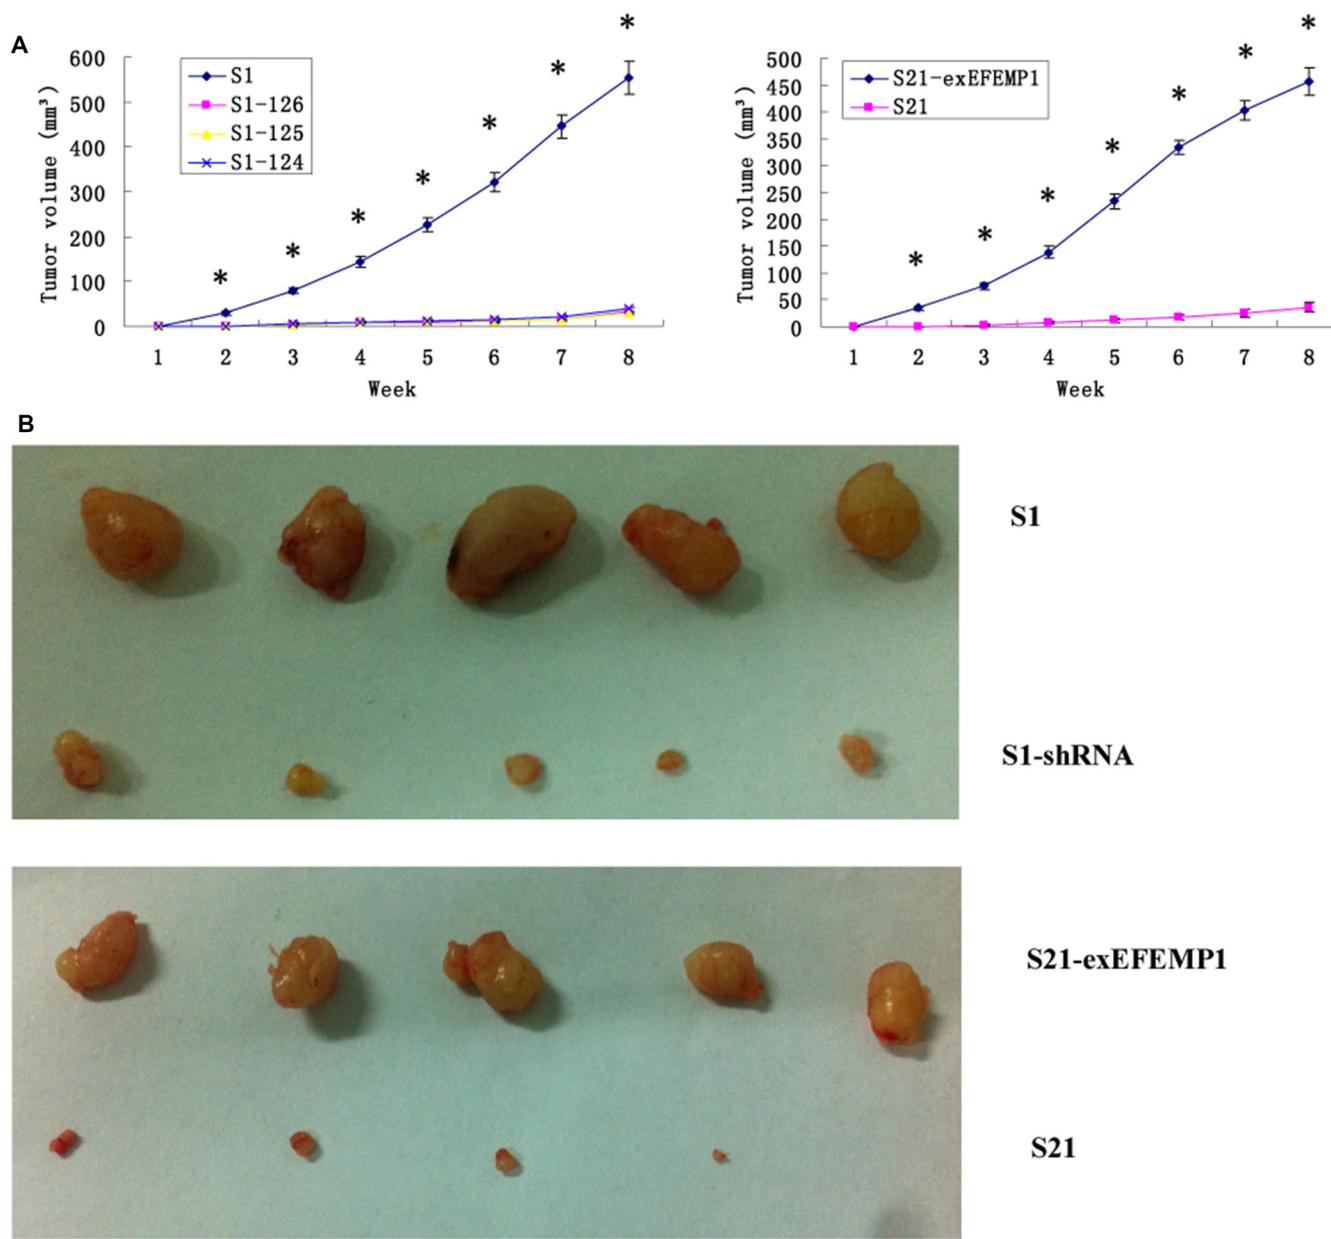 A
Tumor volume (mm³)
600
500
400
300
200
100
0
S1
S1-126
S1-125
S1-124
* * * * * * *
1 2 3 4 5 6 7 8
Week
Tumor volume (mm³)
500
450
400
350
300
250
200
150
100
50
0
S21-exEFEMP1
S21
* * * * * * *
1 2 3 4 5 6 7 8
Week
B
S1
S1-shRNA
S21-exEFEMP1
S21